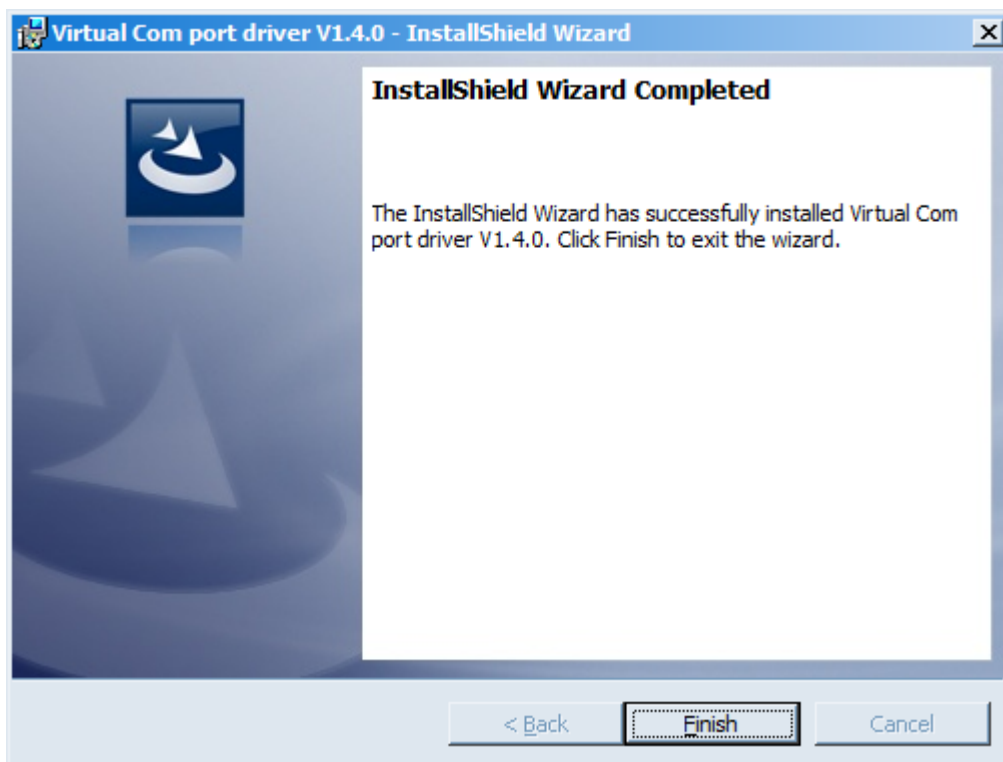 Virtual Com port driver V1.4.0 - InstallShield Wizard
InstallShield Wizard Completed
The InstallShield Wizard has successfully installed Virtual Com
port driver V1.4.0. Click Finish to exit the wizard.
< Back
Finish
Cancel